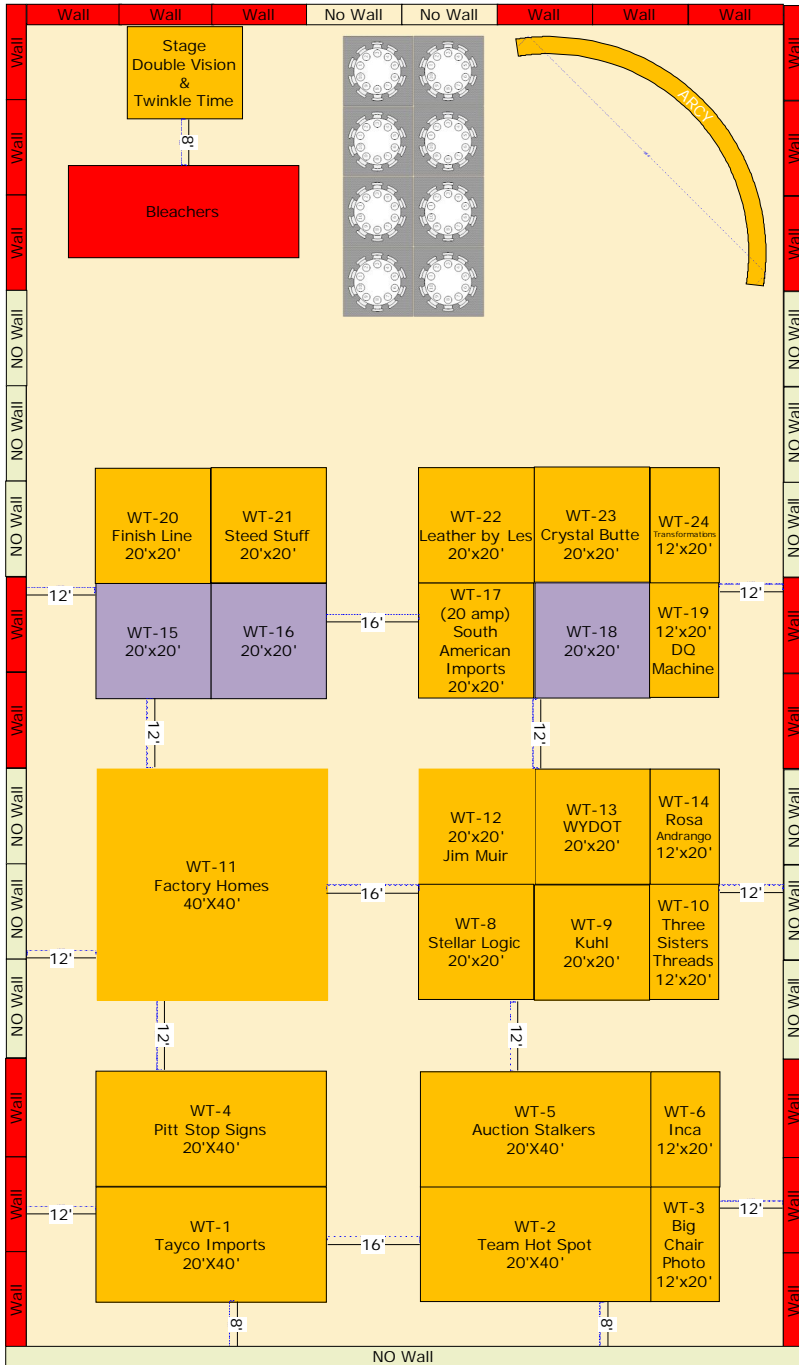 Wall
Wall
Wall
No Wall
No Wall
Wall
Wall
Wall
Wall
Wall
Wall
NO Wall
NO Wall
NO Wall
Wall
Wall
NO Wall
NO Wall
NO Wall
Wall
Wall
Wall
Wall
Wall
Wall
NO Wall
NO Wall
NO Wall
Wall
Wall
NO Wall
NO Wall
NO Wall
Wall
Wall
Wall
Stage
Double Vision
&
Twinkle Time
8'
Bleachers
ARCY
WT-20
Finish Line
20'x20'
WT-21
Steed Stuff
20'x20'
WT-22
Leather by Les
20'x20'
WT-23
Crystal Butte
20'x20'
WT-24
Transformations
12'x20'
12'
WT-15
20'x20'
WT-16
20'x20'
16'
WT-17
(20 amp)
South
American
Imports
20'x20'
WT-18
20'x20'
WT-19
12'x20'
DQ
Machine
12'
12'
12'
WT-11
Factory Homes
40'X40'
12'
16'
WT-12
20'x20'
Jim Muir
WT-13
WYDOT
20'x20'
WT-14
Rosa
Andrango
12'x20'
12'
WT-8
Stellar Logic
20'x20'
WT-9
Kuhl
20'x20'
WT-10
Three
Sisters
Threads
12'x20'
12'
12'
WT-4
Pitt Stop Signs
20'X40'
WT-5
Auction Stalkers
20'X40'
WT-6
Inca
12'x20'
12'
WT-1
Tayco Imports
20'X40'
16'
WT-2
Team Hot Spot
20'X40'
WT-3
Big
Chair
Photo
12'x20'
12'
8'
8'
NO Wall